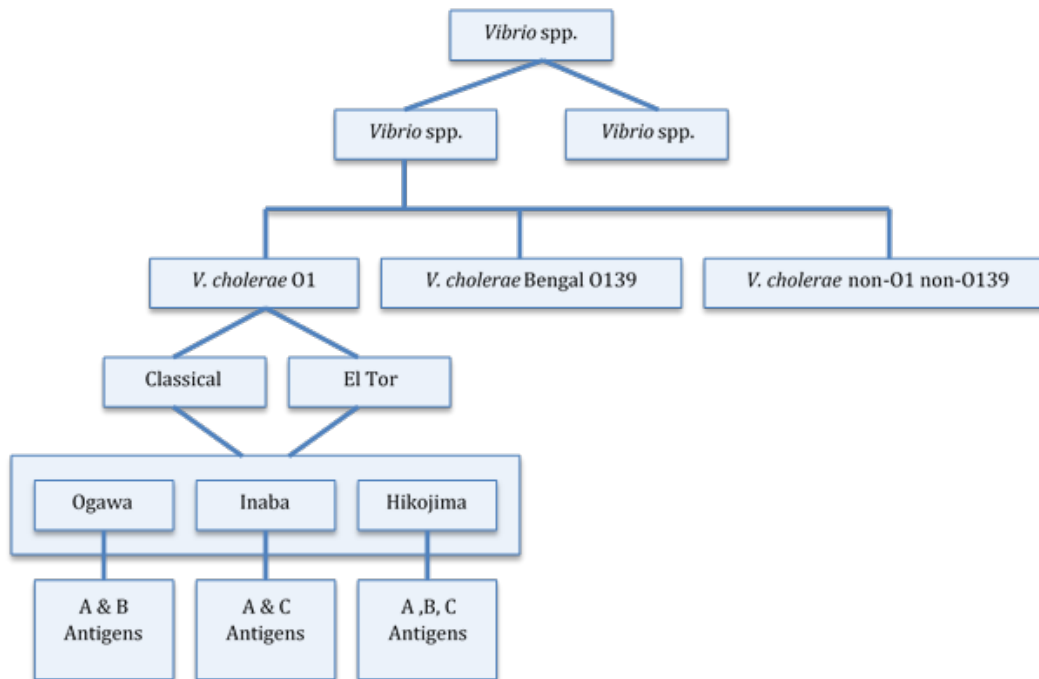 Vibrio spp.
Vibrio spp.
Vibrio spp.
V. cholerae O1
V. cholerae Bengal O139
V. cholerae non-O1 non-O139
Classical
El Tor
Ogawa
Inaba
Hikojima
A & B
Antigens
A & C
Antigens
A ,B, C
Antigens